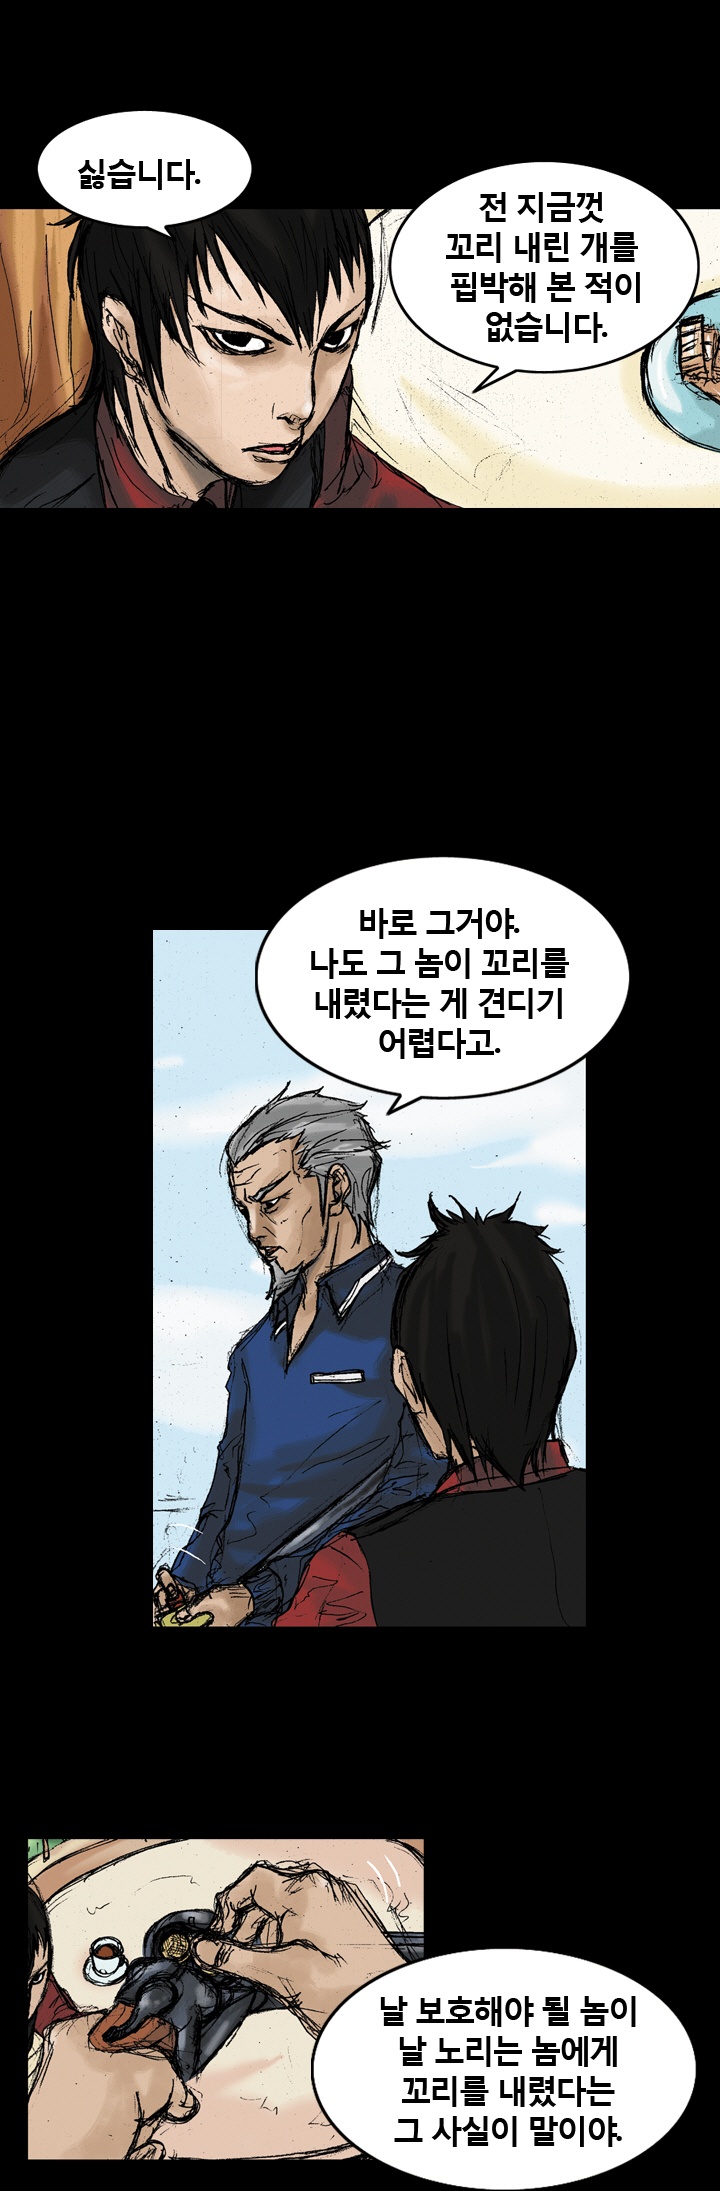 싫습니다.
전 지금껏
꼬리 내린 개를
핍박해 본 적이
없습니다.
바로 그거야.
나도 그 놈이 꼬리를
내렸다는 게 견디기
어렵다고.
날 보호해야 될 놈이
날 노리는 놈에게
꼬리를 내렸다는
그 사실이 말이야.